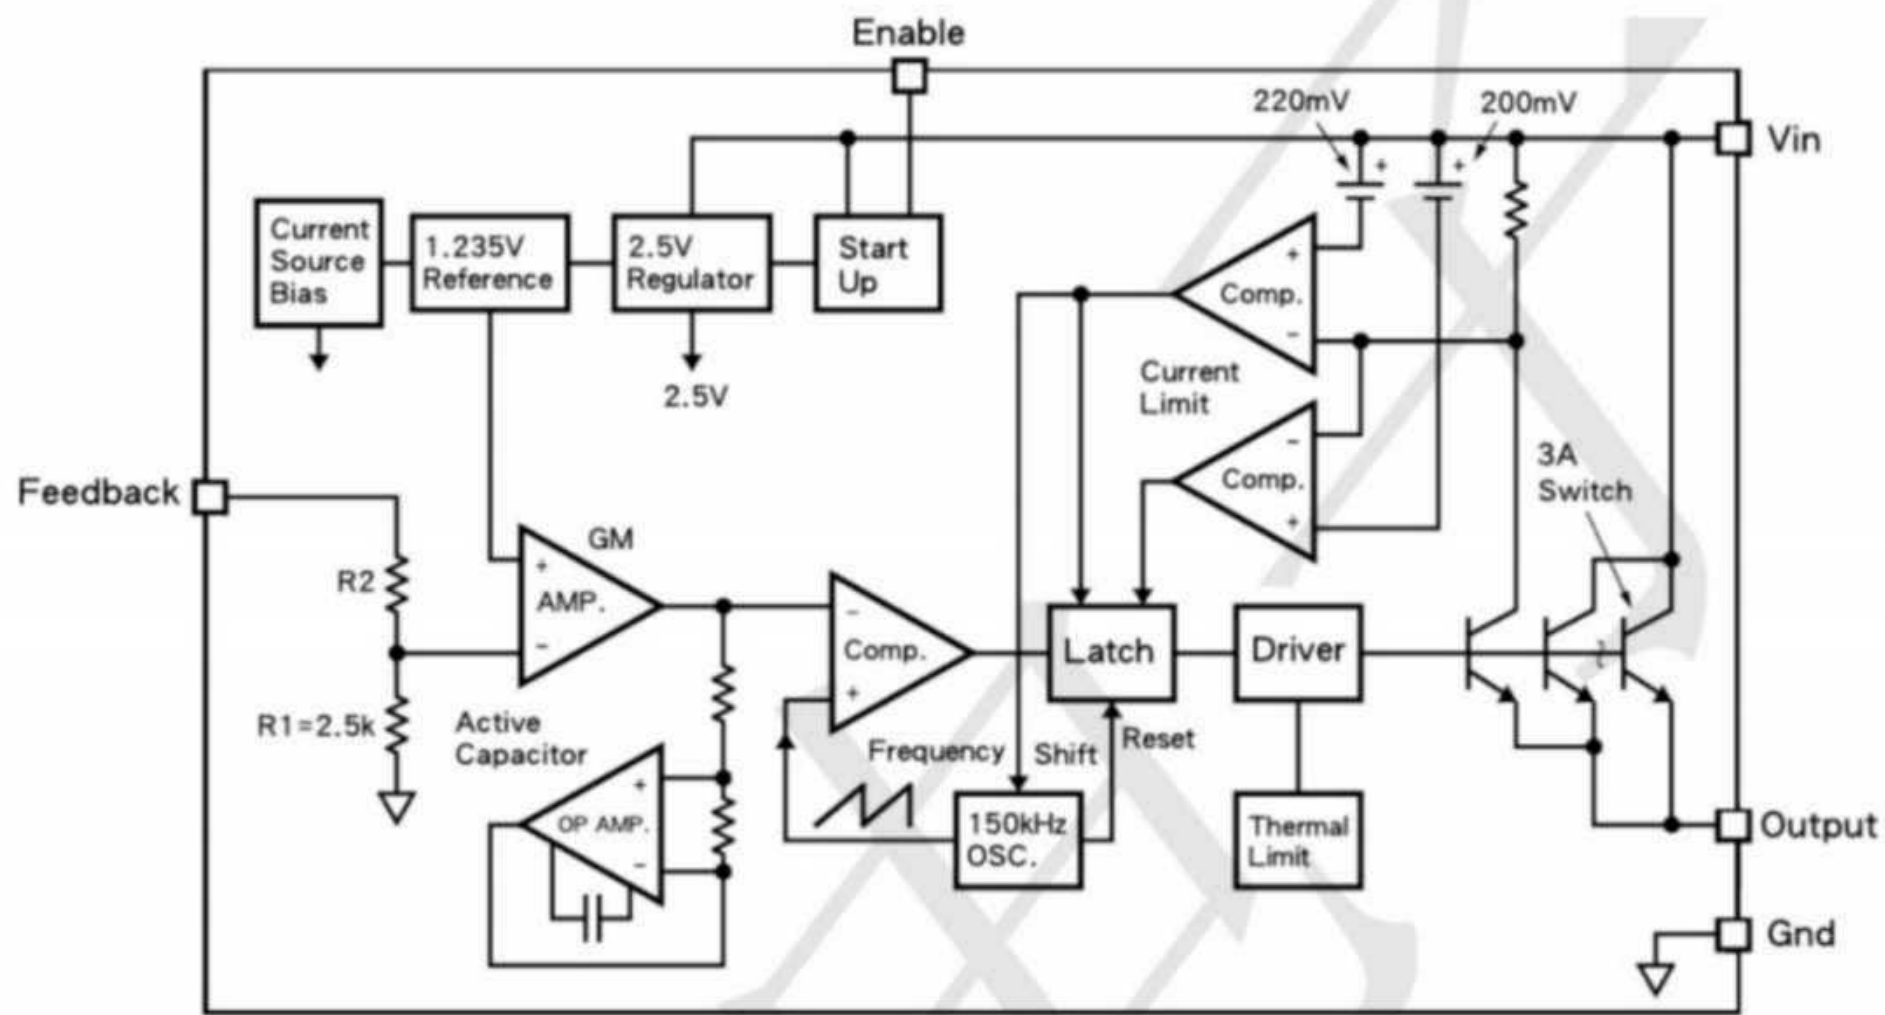 Enable
220mV
200mV
Vin
Current
Source
Bias
1.235V
Reference
2.5V
Regulator
Start
Up
+
+
+
Comp.
−
2.5V
Current
Limit
−
Comp.
+
3A
Switch
Feedback
GM
R2
+
AMP.
−
−
Comp.
+
Latch
Driver
R1=2.5k
Active
Capacitor
Frequency
Shift
Reset
+
OP AMP.
−
150kHz
OSC.
Thermal
Limit
Output
Gnd